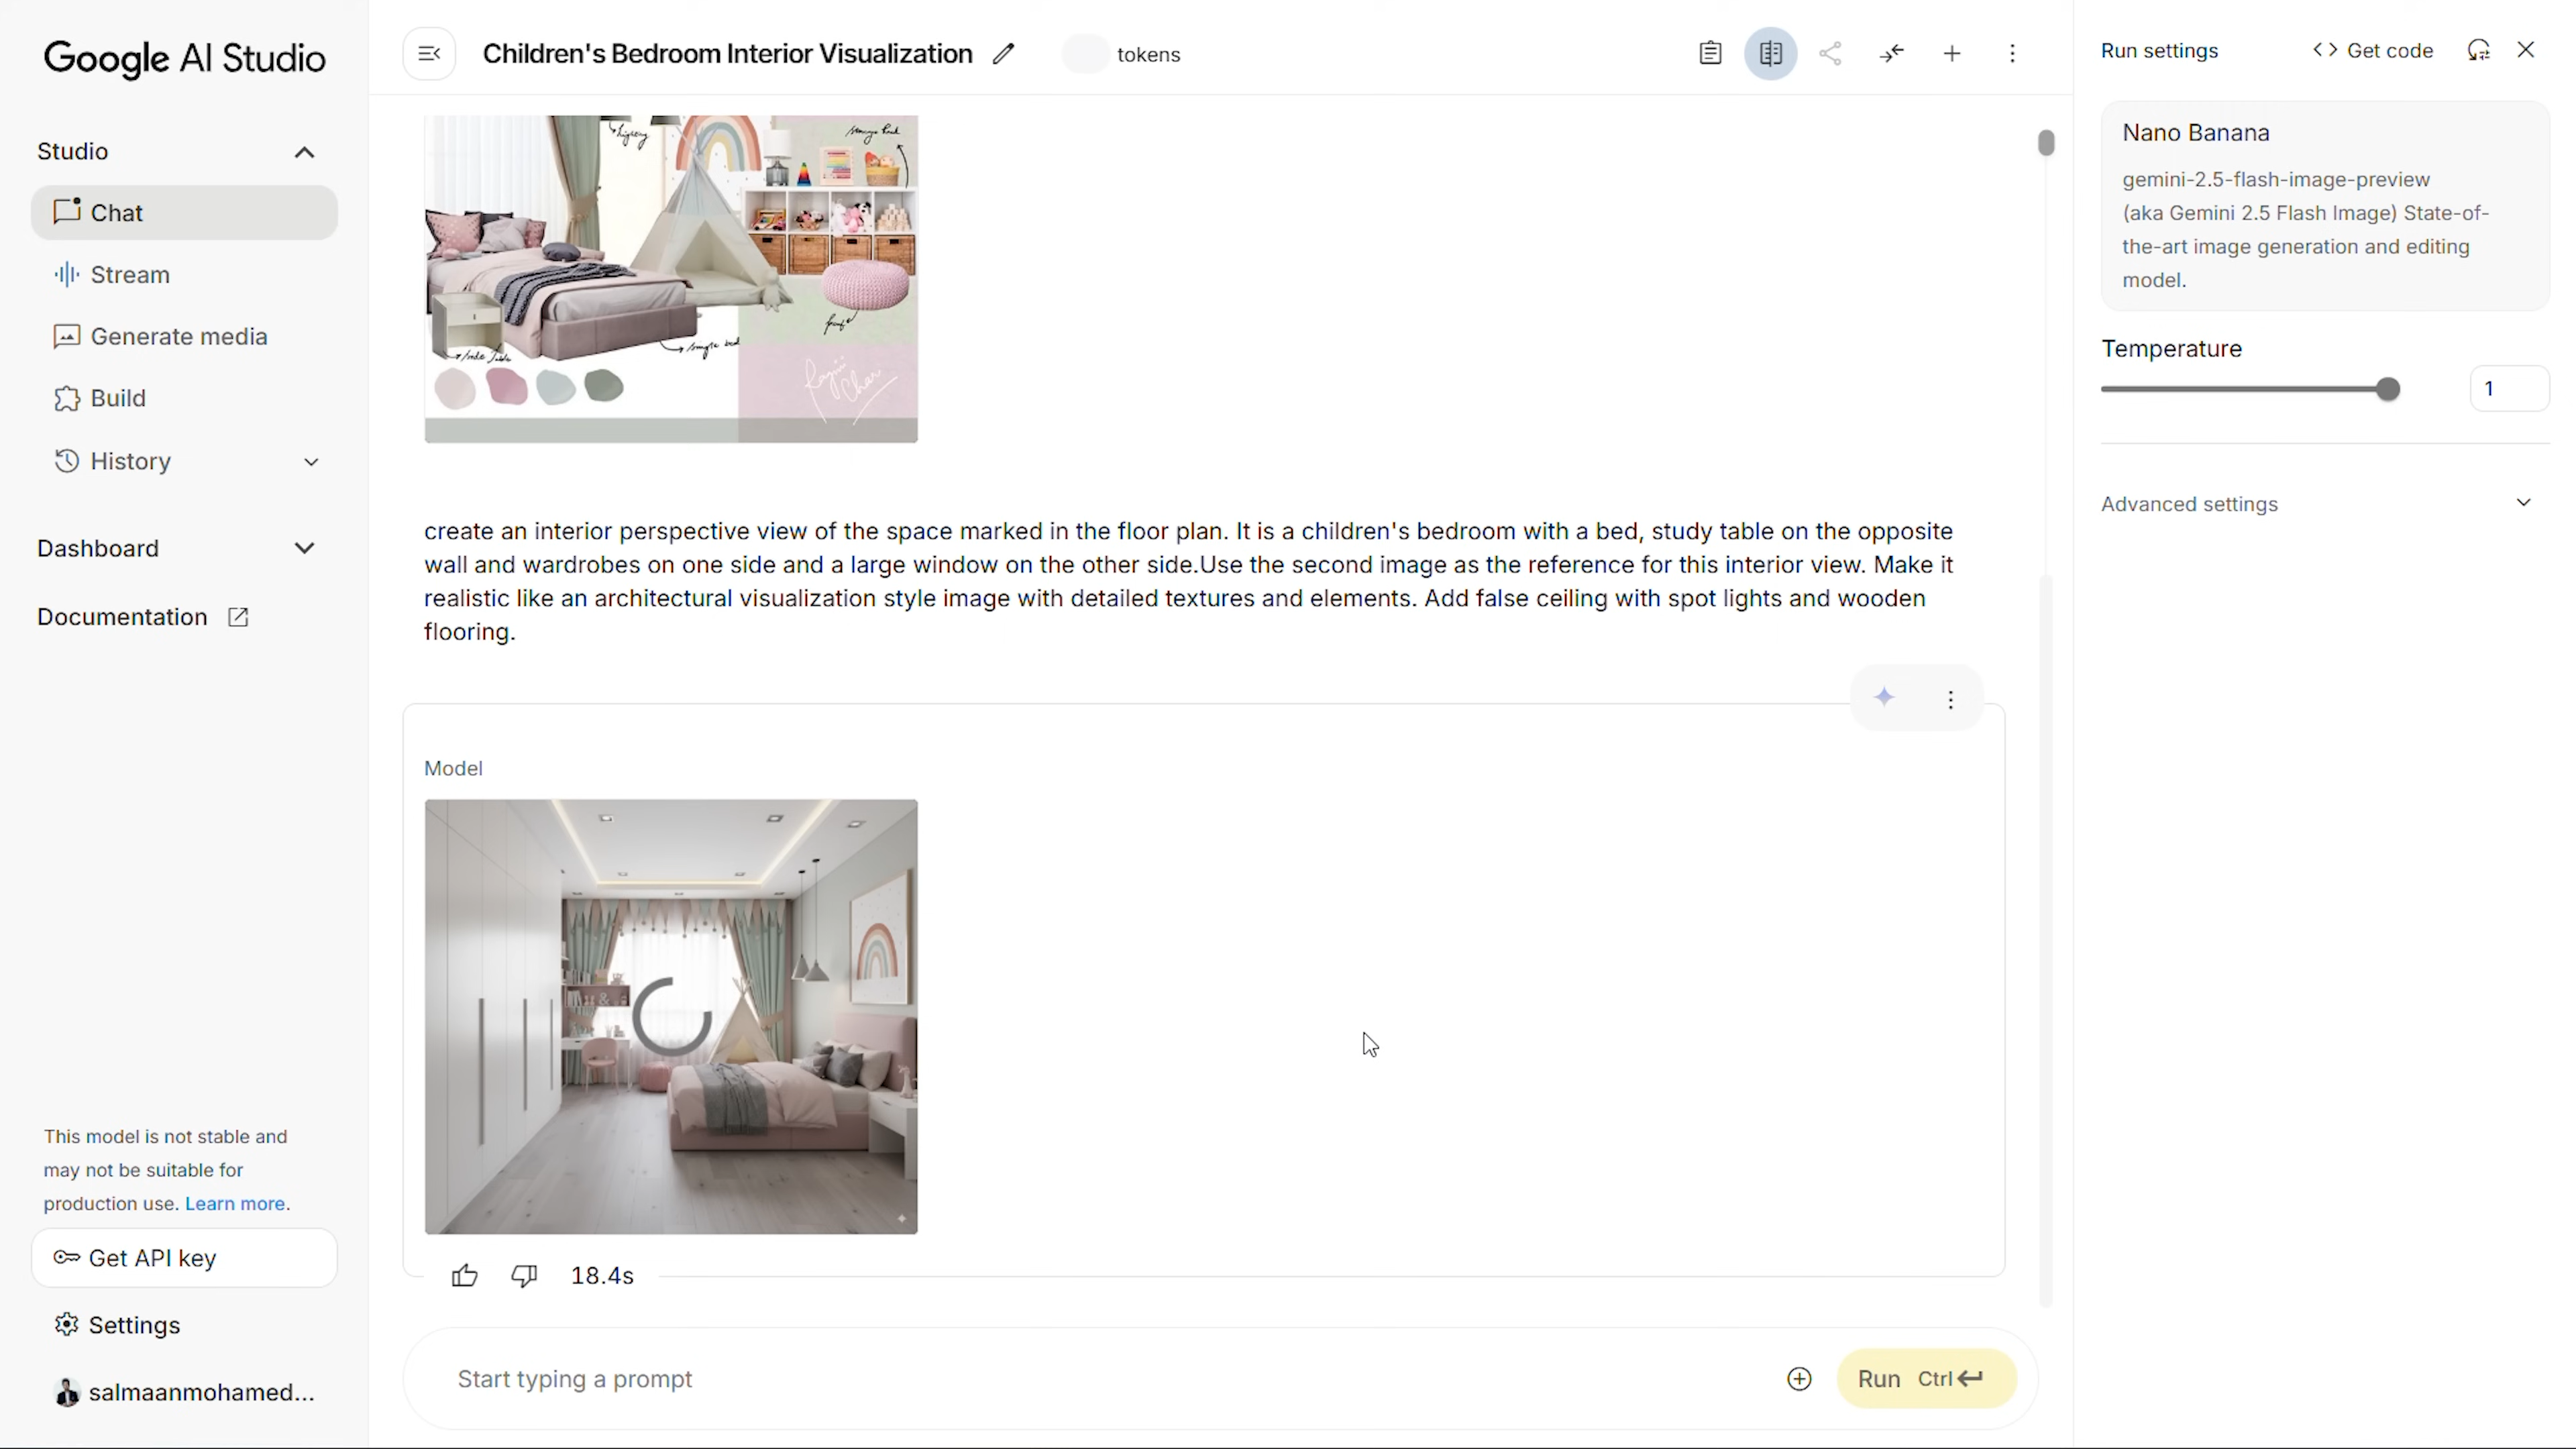 Google AI Studio
Studio
Chat
Stream
Generate media
Build
History
Dashboard
Documentation
This model is not stable and
may not be suitable for
production use. Learn more.
Get API key
Settings
salmaanmohamed...
Children's Bedroom Interior Visualization
tokens
lighting
storage
side table
single bed
pouf
create an interior perspective view of the space marked in the floor plan. It is a children's bedroom with a bed, study table on the opposite
wall and wardrobes on one side and a large window on the other side.Use the second image as the reference for this interior view. Make it
realistic like an architectural visualization style image with detailed textures and elements. Add false ceiling with spot lights and wooden
flooring.
Model
18.4s
Start typing a prompt
Run Ctrl
Run settings
Get code
Nano Banana
gemini-2.5-flash-image-preview
(aka Gemini 2.5 Flash Image) State-of-
the-art image generation and editing
model.
Temperature
1
Advanced settings